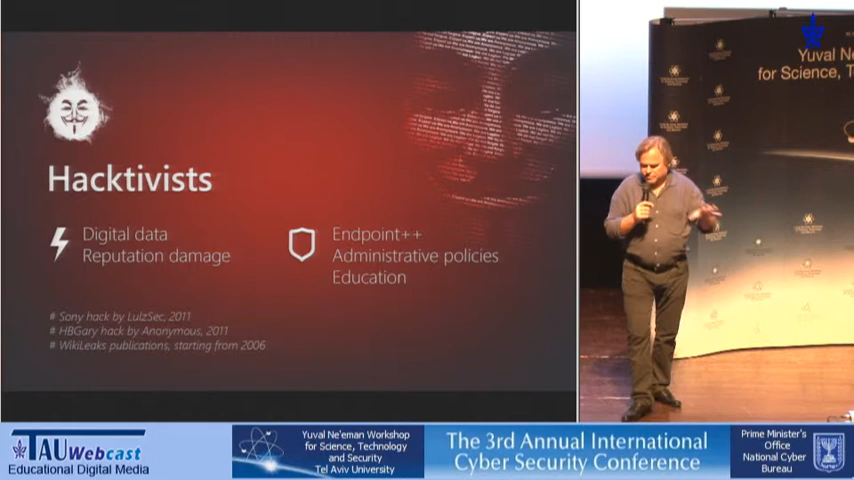 Hacktivists
Digital data
Reputation damage
Endpoint++
Administrative policies
Education
# Sony hack by LulzSec, 2011
# HBGary hack by Anonymous, 2011
# WikiLeaks publications, starting from 2006
Yuval Ne'
for Science, T
TAU Webcast
Educational Digital Media
Yuval Ne'eman Workshop
for Science, Technology
and Security
Tel Aviv University
The 3rd Annual International
Cyber Security Conference
Prime Minister's
Office
National Cyber
Bureau